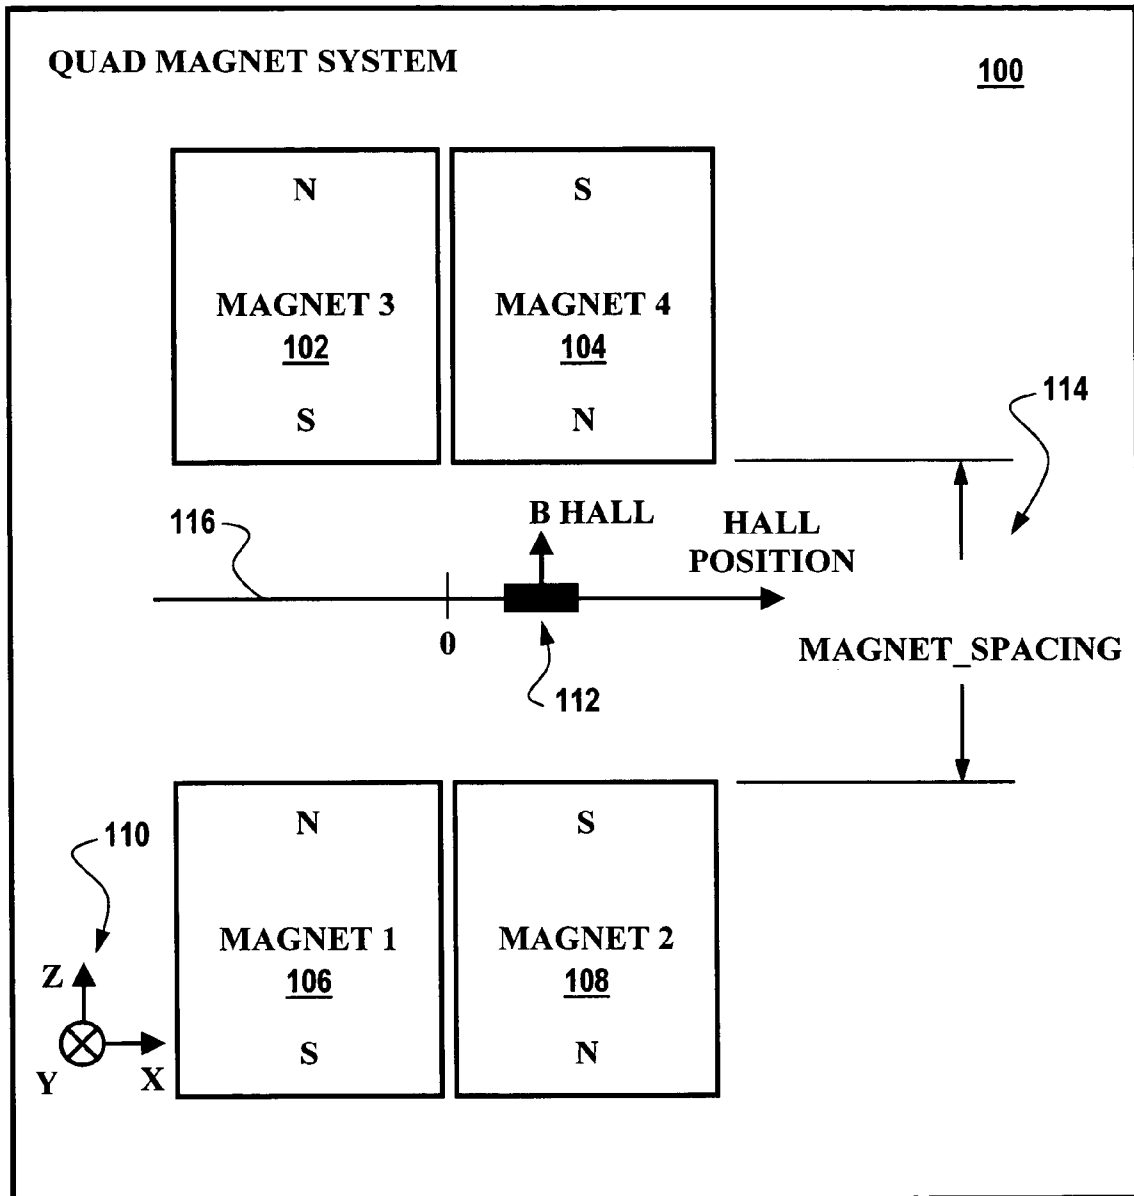 QUAD MAGNET SYSTEM
100
N
S
MAGNET 3
MAGNET 4
102
104
S
N
114
116
B HALL
HALL
POSITION
0
112
MAGNET_SPACING
N
S
110
MAGNET 1
MAGNET 2
106
108
Z
S
N
Y
X